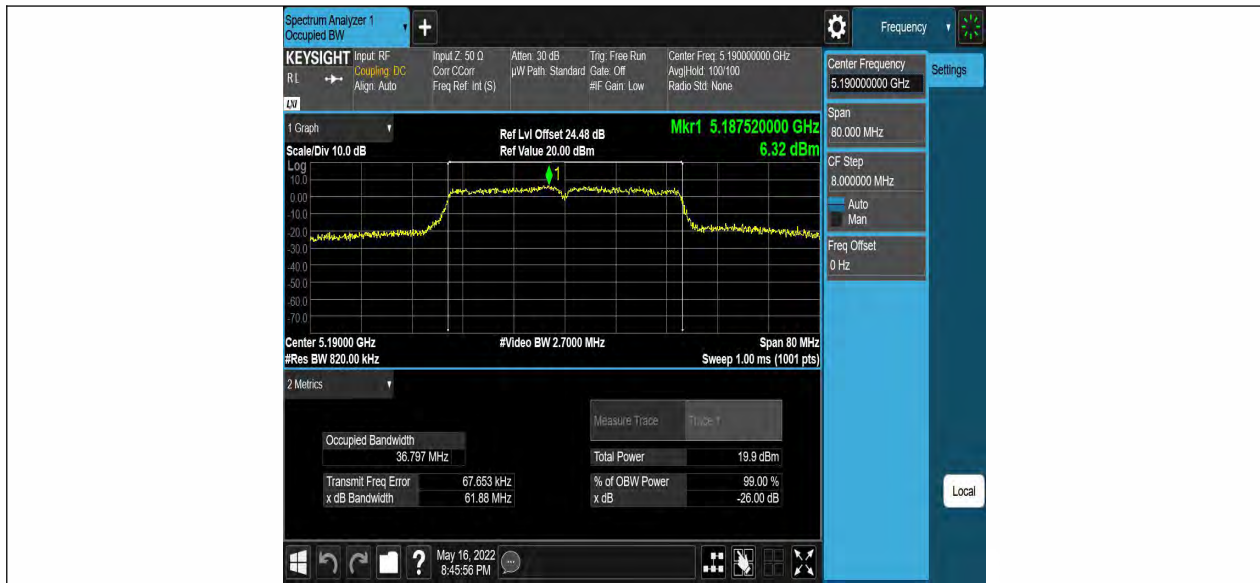 Spectrum Analyzer 1
Occupied BW
+
Frequency
KEYSIGHT
RL
LXI
Input: RF
Coupling: DC
Align: Auto
Input Z: 50 Ω
Corr CCorr
Freq Ref: Int (S)
Atten: 30 dB
µW Path: Standard
Trig: Free Run
Gate: Off
#IF Gain: Low
Center Freq: 5.190000000 GHz
Avg|Hold: 100/100
Radio Std: None
Center Frequency
5.190000000 GHz
Settings
Span
80.000 MHz
CF Step
8.000000 MHz
Auto
Man
Freq Offset
0 Hz
1 Graph
Scale/Div 10.0 dB
Ref Lvl Offset 24.48 dB
Ref Value 20.00 dBm
Mkr1 5.187520000 GHz
6.32 dBm
Log
10.0
0.00
-10.0
-20.0
-30.0
-40.0
-50.0
-60.0
-70.0
1
Center 5.19000 GHz
#Video BW 2.7000 MHz
Span 80 MHz
#Res BW 820.00 kHz
Sweep 1.00 ms (1001 pts)
2 Metrics
Measure Trace Trace 1
Occupied Bandwidth
36.797 MHz
Total Power 19.9 dBm
Transmit Freq Error 67.653 kHz
% of OBW Power 99.00 %
x dB Bandwidth 61.88 MHz
x dB -26.00 dB
Local
?
May 16, 2022
8:45:56 PM